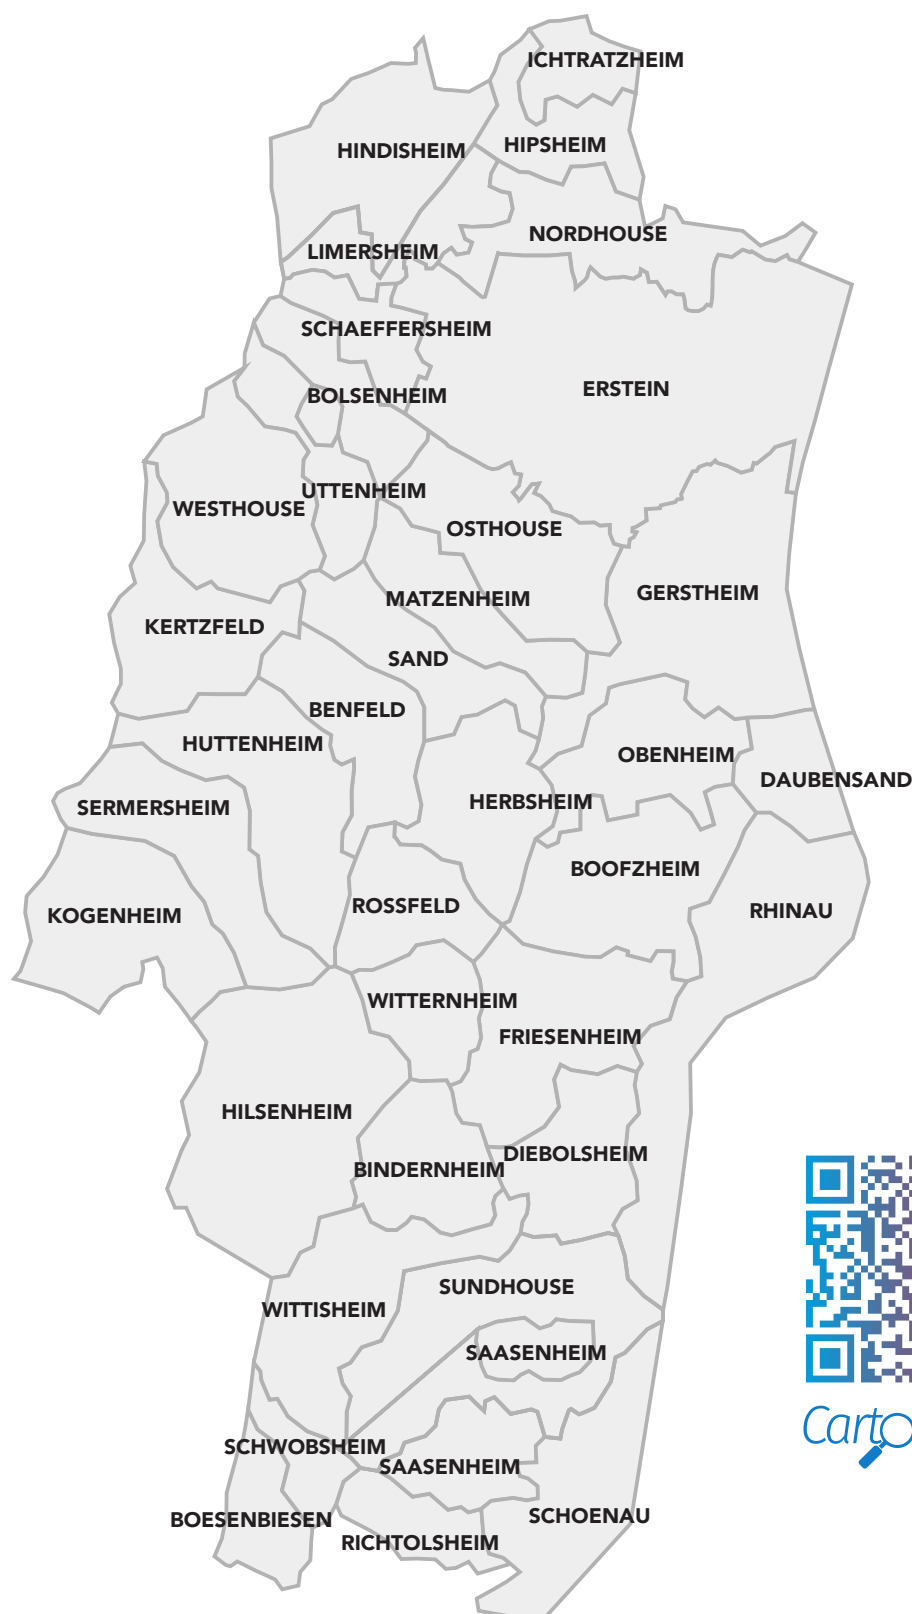 ICHTRATZHEIM
HIPSHEIM
HINDISHEIM
NORDHOUSE
LIMERSHEIM
SCHAEFFERSHEIM
ERSTEIN
BOLSENHEIM
UTTENHEIM
WESTHOUSE
OSTHOUSE
GERSTHEIM
MATZENHEIM
KERTZFELD
SAND
BENFELD
HUTTENHEIM
OBENHEIM
DAUBENSAND
HERBSHEIM
SERMERSHEIM
BOOFZHEIM
ROSSFELD
RHINAU
KOGENHEIM
WITTERNHEIM
FRIESENHEIM
HILSENHEIM
DIEBOLSHEIM
BINDERNHEIM
SUNDHOUSE
WITTISHEIM
SAASENHEIM
Carto
SCHWOBSHEIM
SAASENHEIM
SCHOENAU
BOESENBIESEN
RICHTOLSHEIM